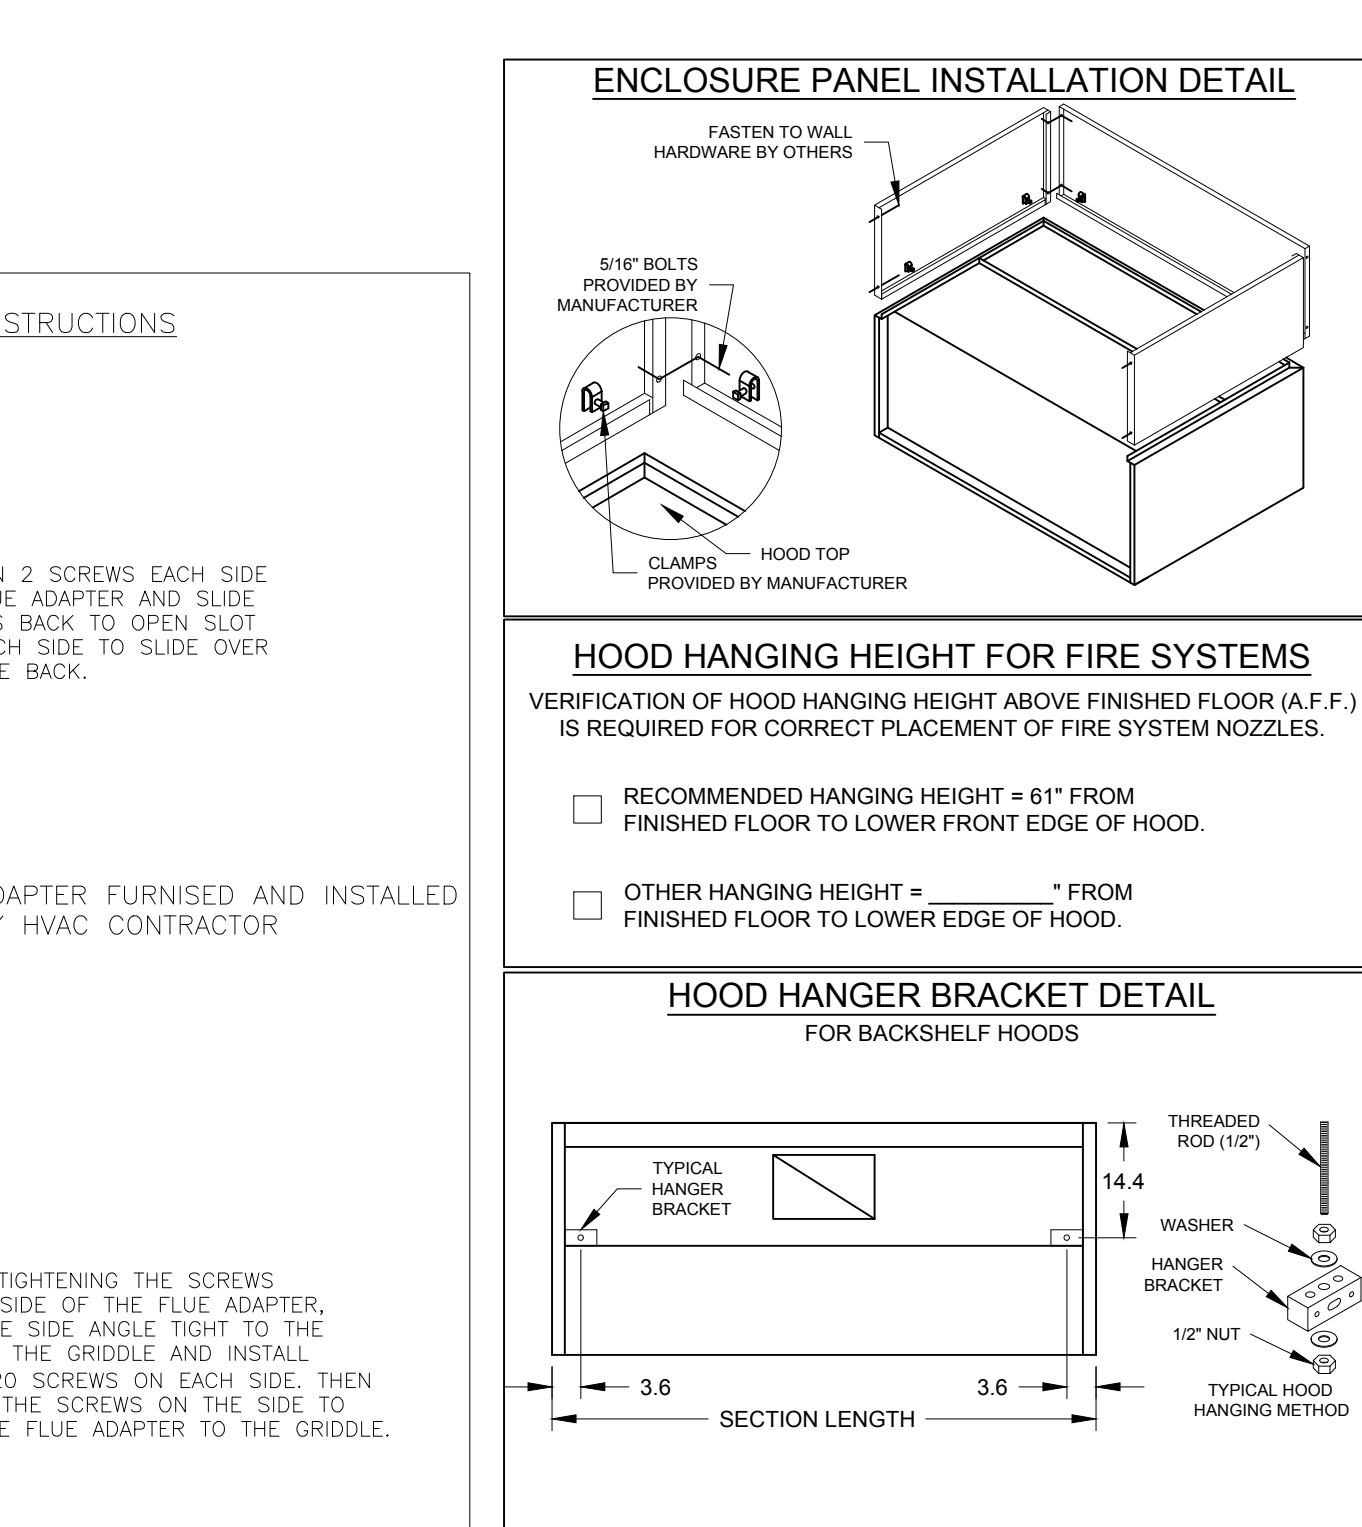 STRUCTIONS
2 SCREWS EACH SIDE
ADAPTER AND SLIDE
BACK TO OPEN SLOT
SIDE TO SLIDE OVER
BACK.
FURNISED AND INSTALLED
HVAC CONTRACTOR
TIGHTENING THE SCREWS
SIDE OF THE FLUE ADAPTER,
SIDE ANGLE TIGHT TO THE
THE GRIDDLE AND INSTALL
20 SCREWS ON EACH SIDE. THEN
THE SCREWS ON THE SIDE TO
FLUE ADAPTER TO THE GRIDDLE.
ENCLOSURE PANEL INSTALLATION DETAIL
FASTEN TO WALL
HARDWARE BY OTHERS
5/16" BOLTS
PROVIDED BY
MANUFACTURER
HOOD TOP
CLAMPS
PROVIDED BY MANUFACTURER
HOOD HANGING HEIGHT FOR FIRE SYSTEMS
VERIFICATION OF HOOD HANGING HEIGHT ABOVE FINISHED FLOOR (A.F.F.)
IS REQUIRED FOR CORRECT PLACEMENT OF FIRE SYSTEM NOZZLES.
RECOMMENDED HANGING HEIGHT = 61" FROM
FINISHED FLOOR TO LOWER FRONT EDGE OF HOOD.
OTHER HANGING HEIGHT = __________" FROM
FINISHED FLOOR TO LOWER EDGE OF HOOD.
HOOD HANGER BRACKET DETAIL
FOR BACKSHELF HOODS
TYPICAL
HANGER
BRACKET
14.4
3.6
3.6
SECTION LENGTH
THREADED
ROD (1/2")
WASHER
HANGER
BRACKET
1/2" NUT
TYPICAL HOOD
HANGING METHOD